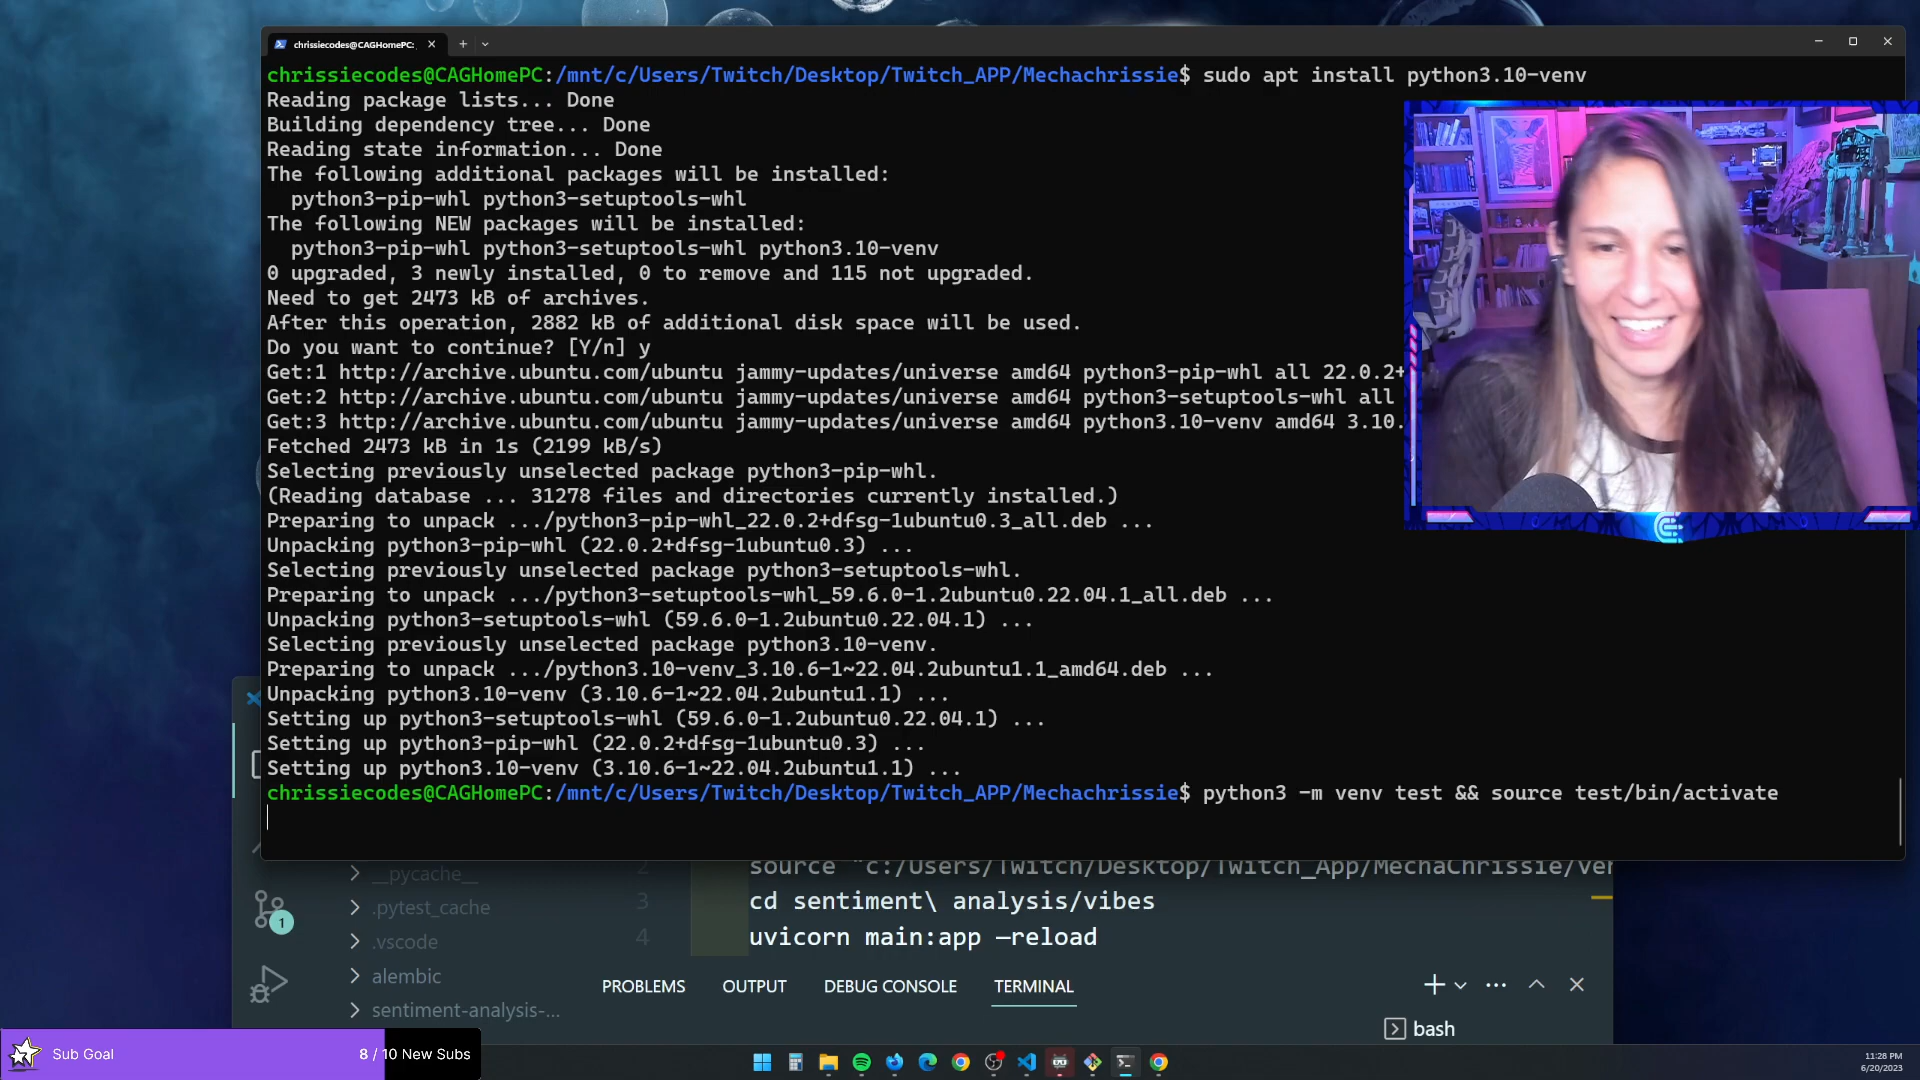 chrissiecodes@CAGHomePC:
chrissiecodes@CAGHomePC:/mnt/c/Users/Twitch/Desktop/Twitch_APP/Mechachrissie$ sudo apt install python3.10-venv
Reading package lists... Done
Building dependency tree... Done
Reading state information... Done
The following additional packages will be installed:
python3-pip-whl python3-setuptools-whl
The following NEW packages will be installed:
python3-pip-whl python3-setuptools-whl python3.10-venv
0 upgraded, 3 newly installed, 0 to remove and 115 not upgraded.
Need to get 2473 kB of archives.
After this operation, 2882 kB of additional disk space will be used.
Do you want to continue? [Y/n] y
Get:1 http://archive.ubuntu.com/ubuntu jammy-updates/universe amd64 python3-pip-whl all 22.0.2+
Get:2 http://archive.ubuntu.com/ubuntu jammy-updates/universe amd64 python3-setuptools-whl all
Get:3 http://archive.ubuntu.com/ubuntu jammy-updates/universe amd64 python3.10-venv amd64 3.10.
Fetched 2473 kB in 1s (2199 kB/s)
Selecting previously unselected package python3-pip-whl.
(Reading database ... 31278 files and directories currently installed.)
Preparing to unpack .../python3-pip-whl_22.0.2+dfsg-1ubuntu0.3_all.deb ...
Unpacking python3-pip-whl (22.0.2+dfsg-1ubuntu0.3) ...
Selecting previously unselected package python3-setuptools-whl.
Preparing to unpack .../python3-setuptools-whl_59.6.0-1.2ubuntu0.22.04.1_all.deb ...
Unpacking python3-setuptools-whl (59.6.0-1.2ubuntu0.22.04.1) ...
Selecting previously unselected package python3.10-venv.
Preparing to unpack .../python3.10-venv_3.10.6-1~22.04.2ubuntu1.1_amd64.deb ...
Unpacking python3.10-venv (3.10.6-1~22.04.2ubuntu1.1) ...
Setting up python3-setuptools-whl (59.6.0-1.2ubuntu0.22.04.1) ...
Setting up python3-pip-whl (22.0.2+dfsg-1ubuntu0.3) ...
Setting up python3.10-venv (3.10.6-1~22.04.2ubuntu1.1) ...
chrissiecodes@CAGHomePC:/mnt/c/Users/Twitch/Desktop/Twitch_APP/Mechachrissie$ python3 -m venv test && source test/bin/activate
__pycache__
.pytest_cache
.vscode
alembic
sentiment-analysis-...
2 source "c:/Users/Twitch/Desktop/Twitch_App/MechaChrissie/ver
3 cd sentiment\ analysis/vibes
4 uvicorn main:app —reload
1
PROBLEMS OUTPUT DEBUG CONSOLE TERMINAL
bash
Sub Goal 8 / 10 New Subs
11:28 PM
6/20/2023